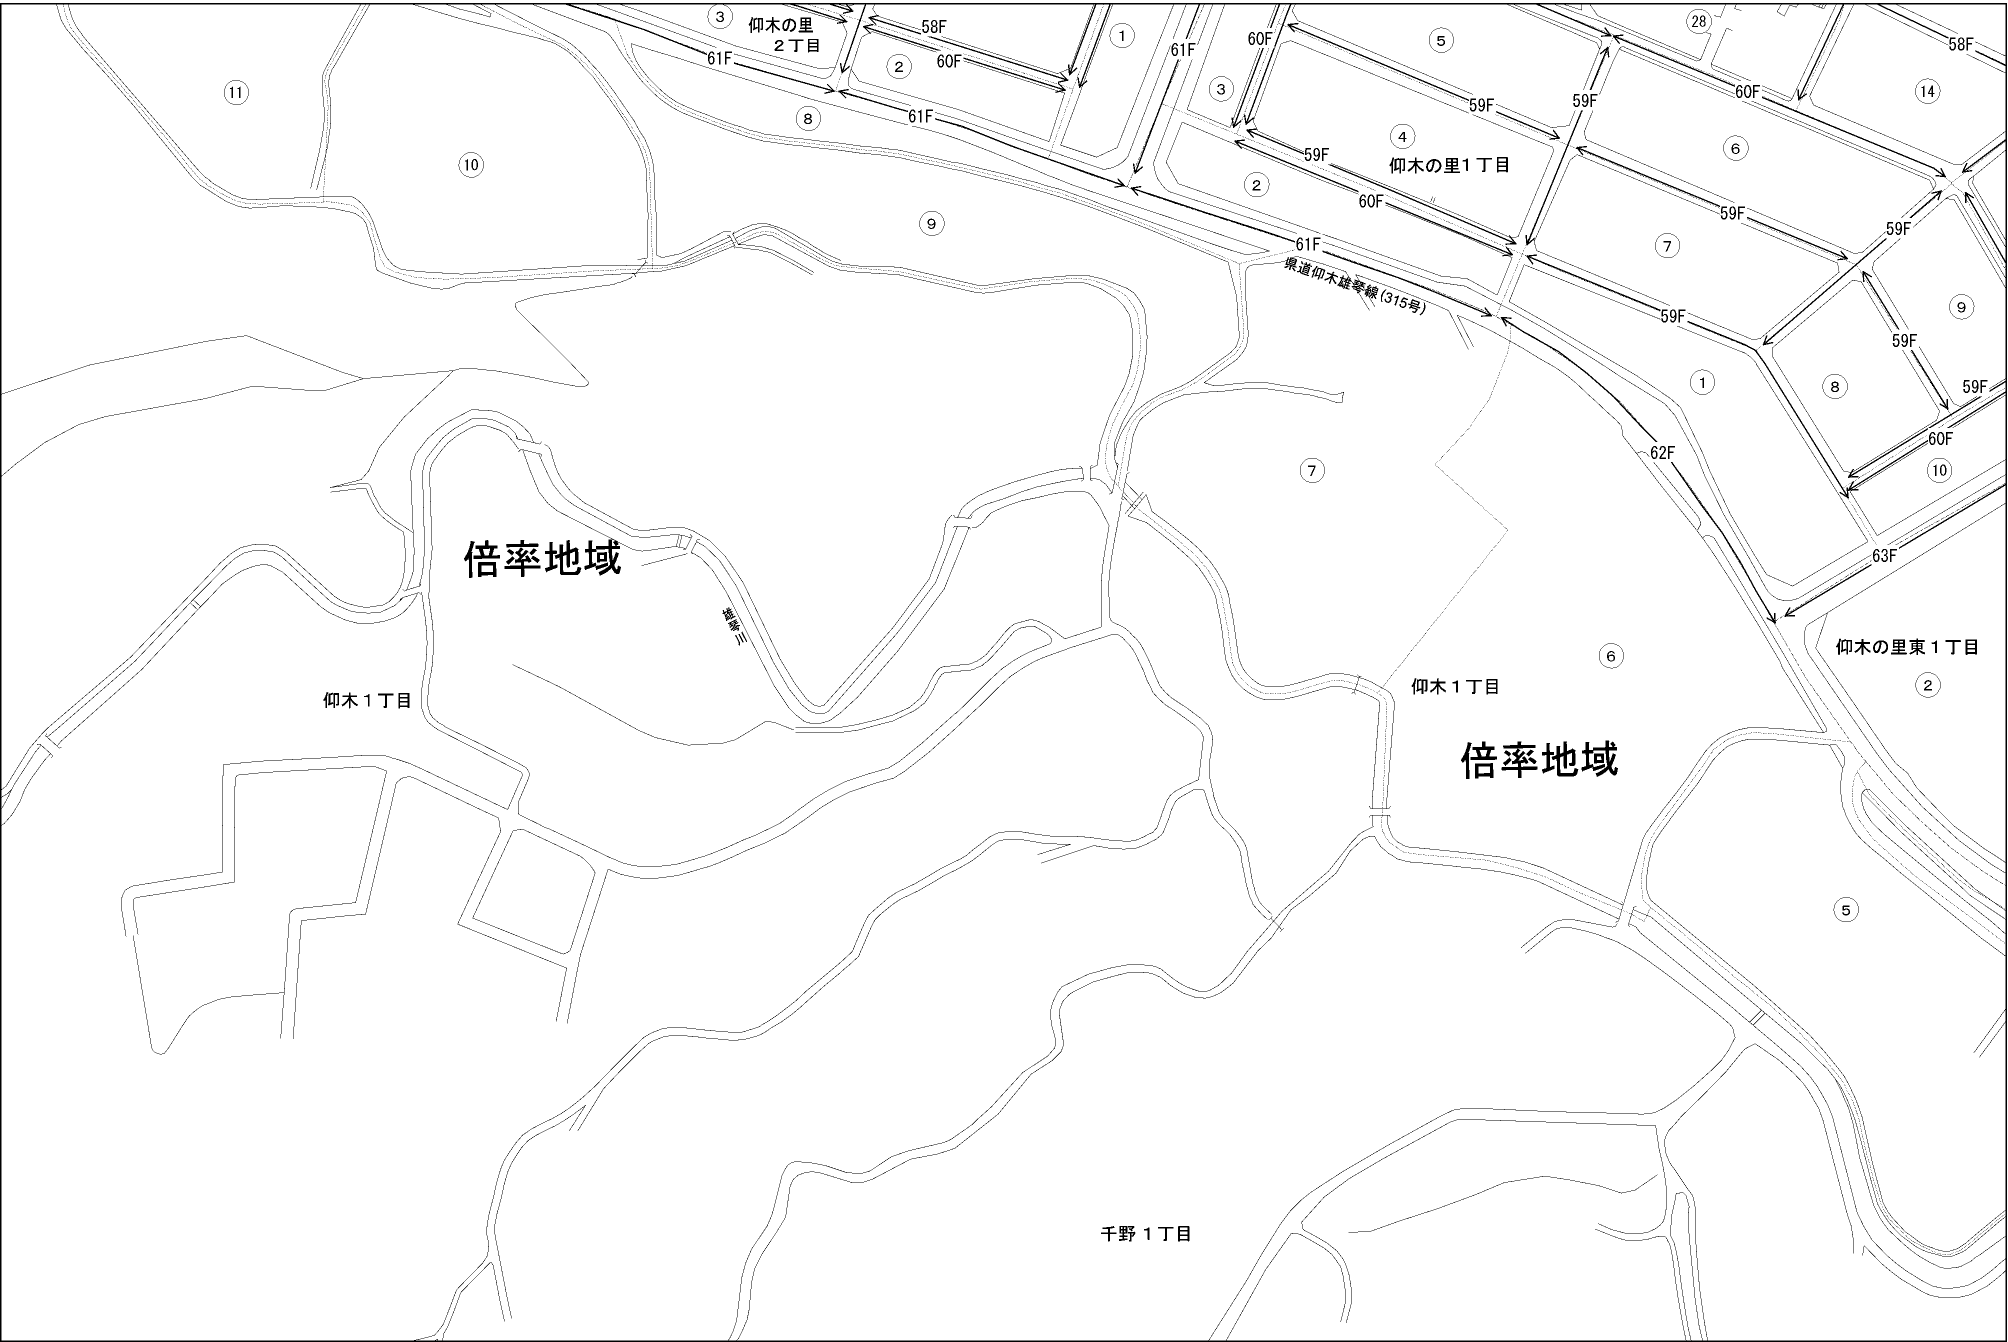 ③
仰木の里
２丁目
58F
①
61F
60F
⑤
㉘
58F
61F
②
60F
③
59F
59F
60F
⑭
⑪
⑧
61F
④
⑥
仰木の里１丁目
59F
⑩
②
60F
59F
⑨
61F
⑦
59F
県道仰木雄琴線(315号)
59F
⑨
59F
①
⑧
59F
60F
62F
⑦
⑩
倍率地域
63F
雄琴川
⑥
仰木の里東１丁目
②
仰木１丁目
仰木１丁目
倍率地域
⑤
千野１丁目